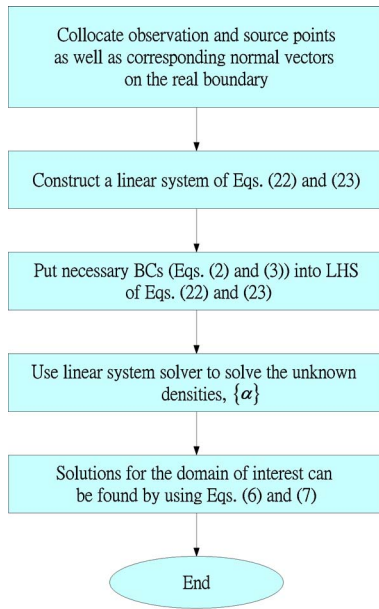 Collocate observation and source points
as well as corresponding normal vectors
on the real boundary
Construct a linear system of Eqs. (22) and (23)
Put necessary BCs (Eqs. (2) and (3)) into LHS
of Eqs. (22) and (23)
Use linear system solver to solve the unknown
densities, {α}
Solutions for the domain of interest can
be found by using Eqs. (6) and (7)
End